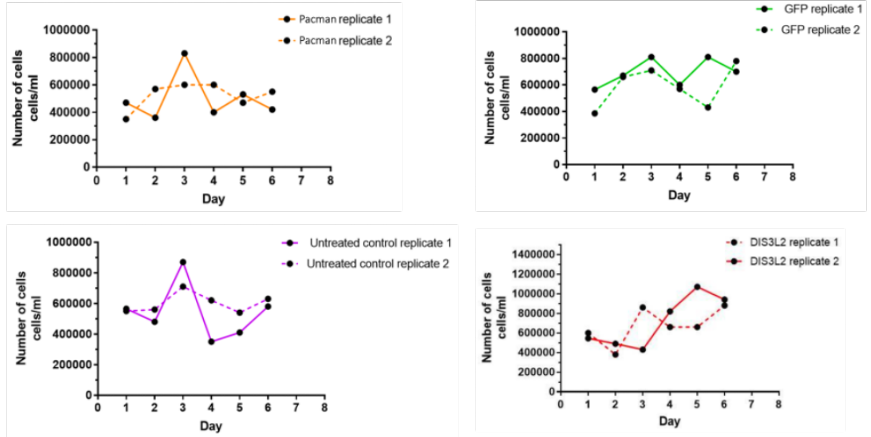 Pacman replicate 1
Pacman replicate 2
Number of cells
cells/ml
1000000
800000
600000
400000
200000
0
0 1 2 3 4 5 6 7 8
Day
GFP replicate 1
GFP replicate 2
Number of cells
cells/ml
1000000
800000
600000
400000
200000
0
0 1 2 3 4 5 6 7 8
Day
Untreated control replicate 1
Untreated control replicate 2
Number of cells
cells/ml
1000000
800000
600000
400000
200000
0
0 1 2 3 4 5 6 7 8
Day
DIS3L2 replicate 1
DIS3L2 replicate 2
Number of cells
cells/ml
1400000
1200000
1000000
800000
600000
400000
200000
0
0 1 2 3 4 5 6 7 8
Day